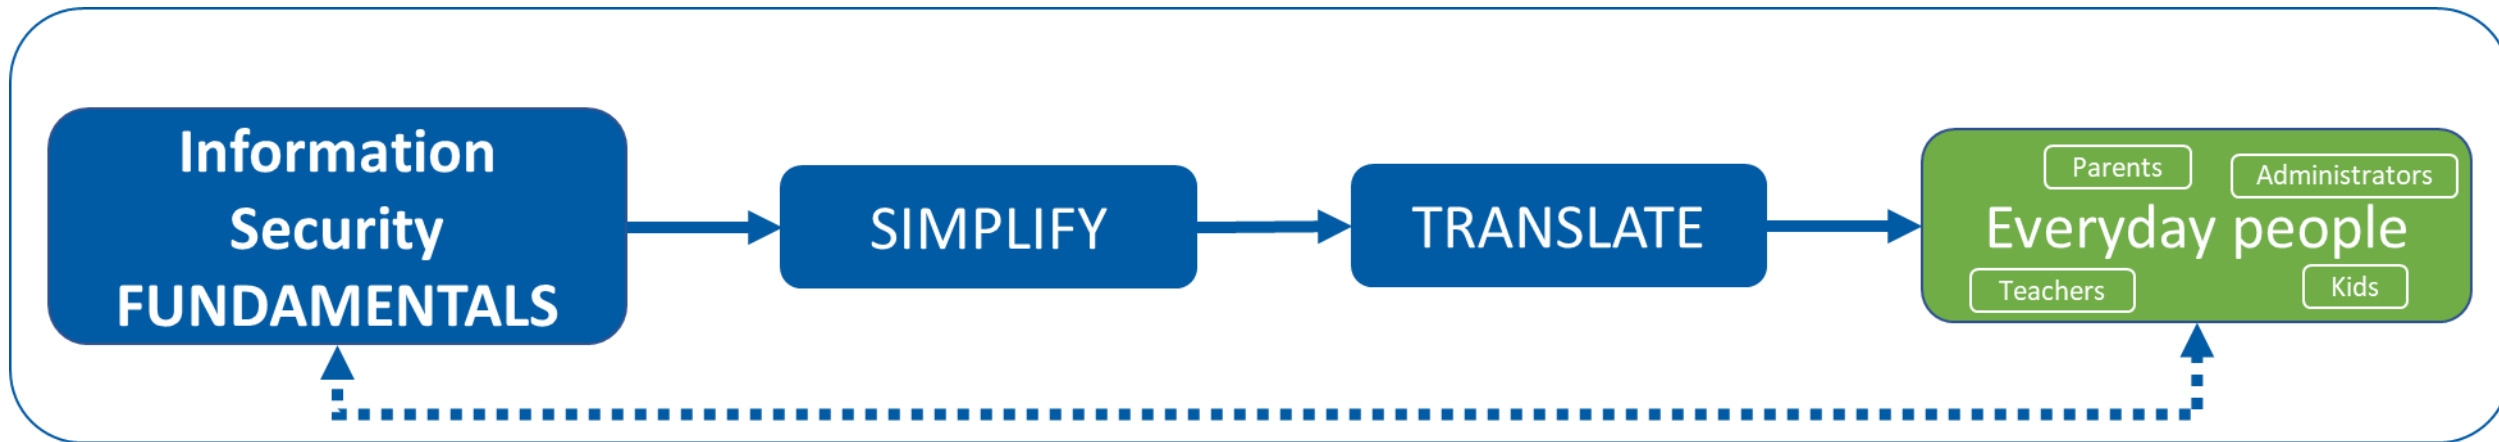 Information
Security
FUNDAMENTALS
SIMPLIFY
TRANSLATE
Parents
Administrators
Everyday people
Teachers
Kids